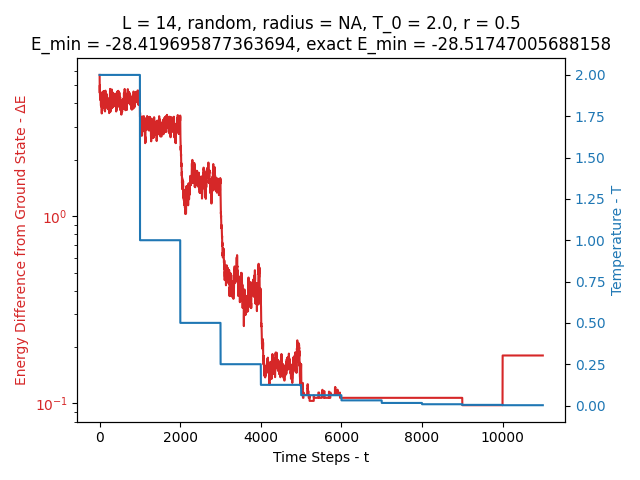 L = 14, random, radius = NA, T_0 = 2.0, r = 0.5
E_min = -28.419695877363694, exact E_min = -28.51747005688158
Energy Difference from Ground State - ΔE
10⁰
10⁻¹
2.00
1.75
1.50
1.25
1.00
0.75
0.50
0.25
0.00
Temperature - T
0 2000 4000 6000 8000 10000
Time Steps - t